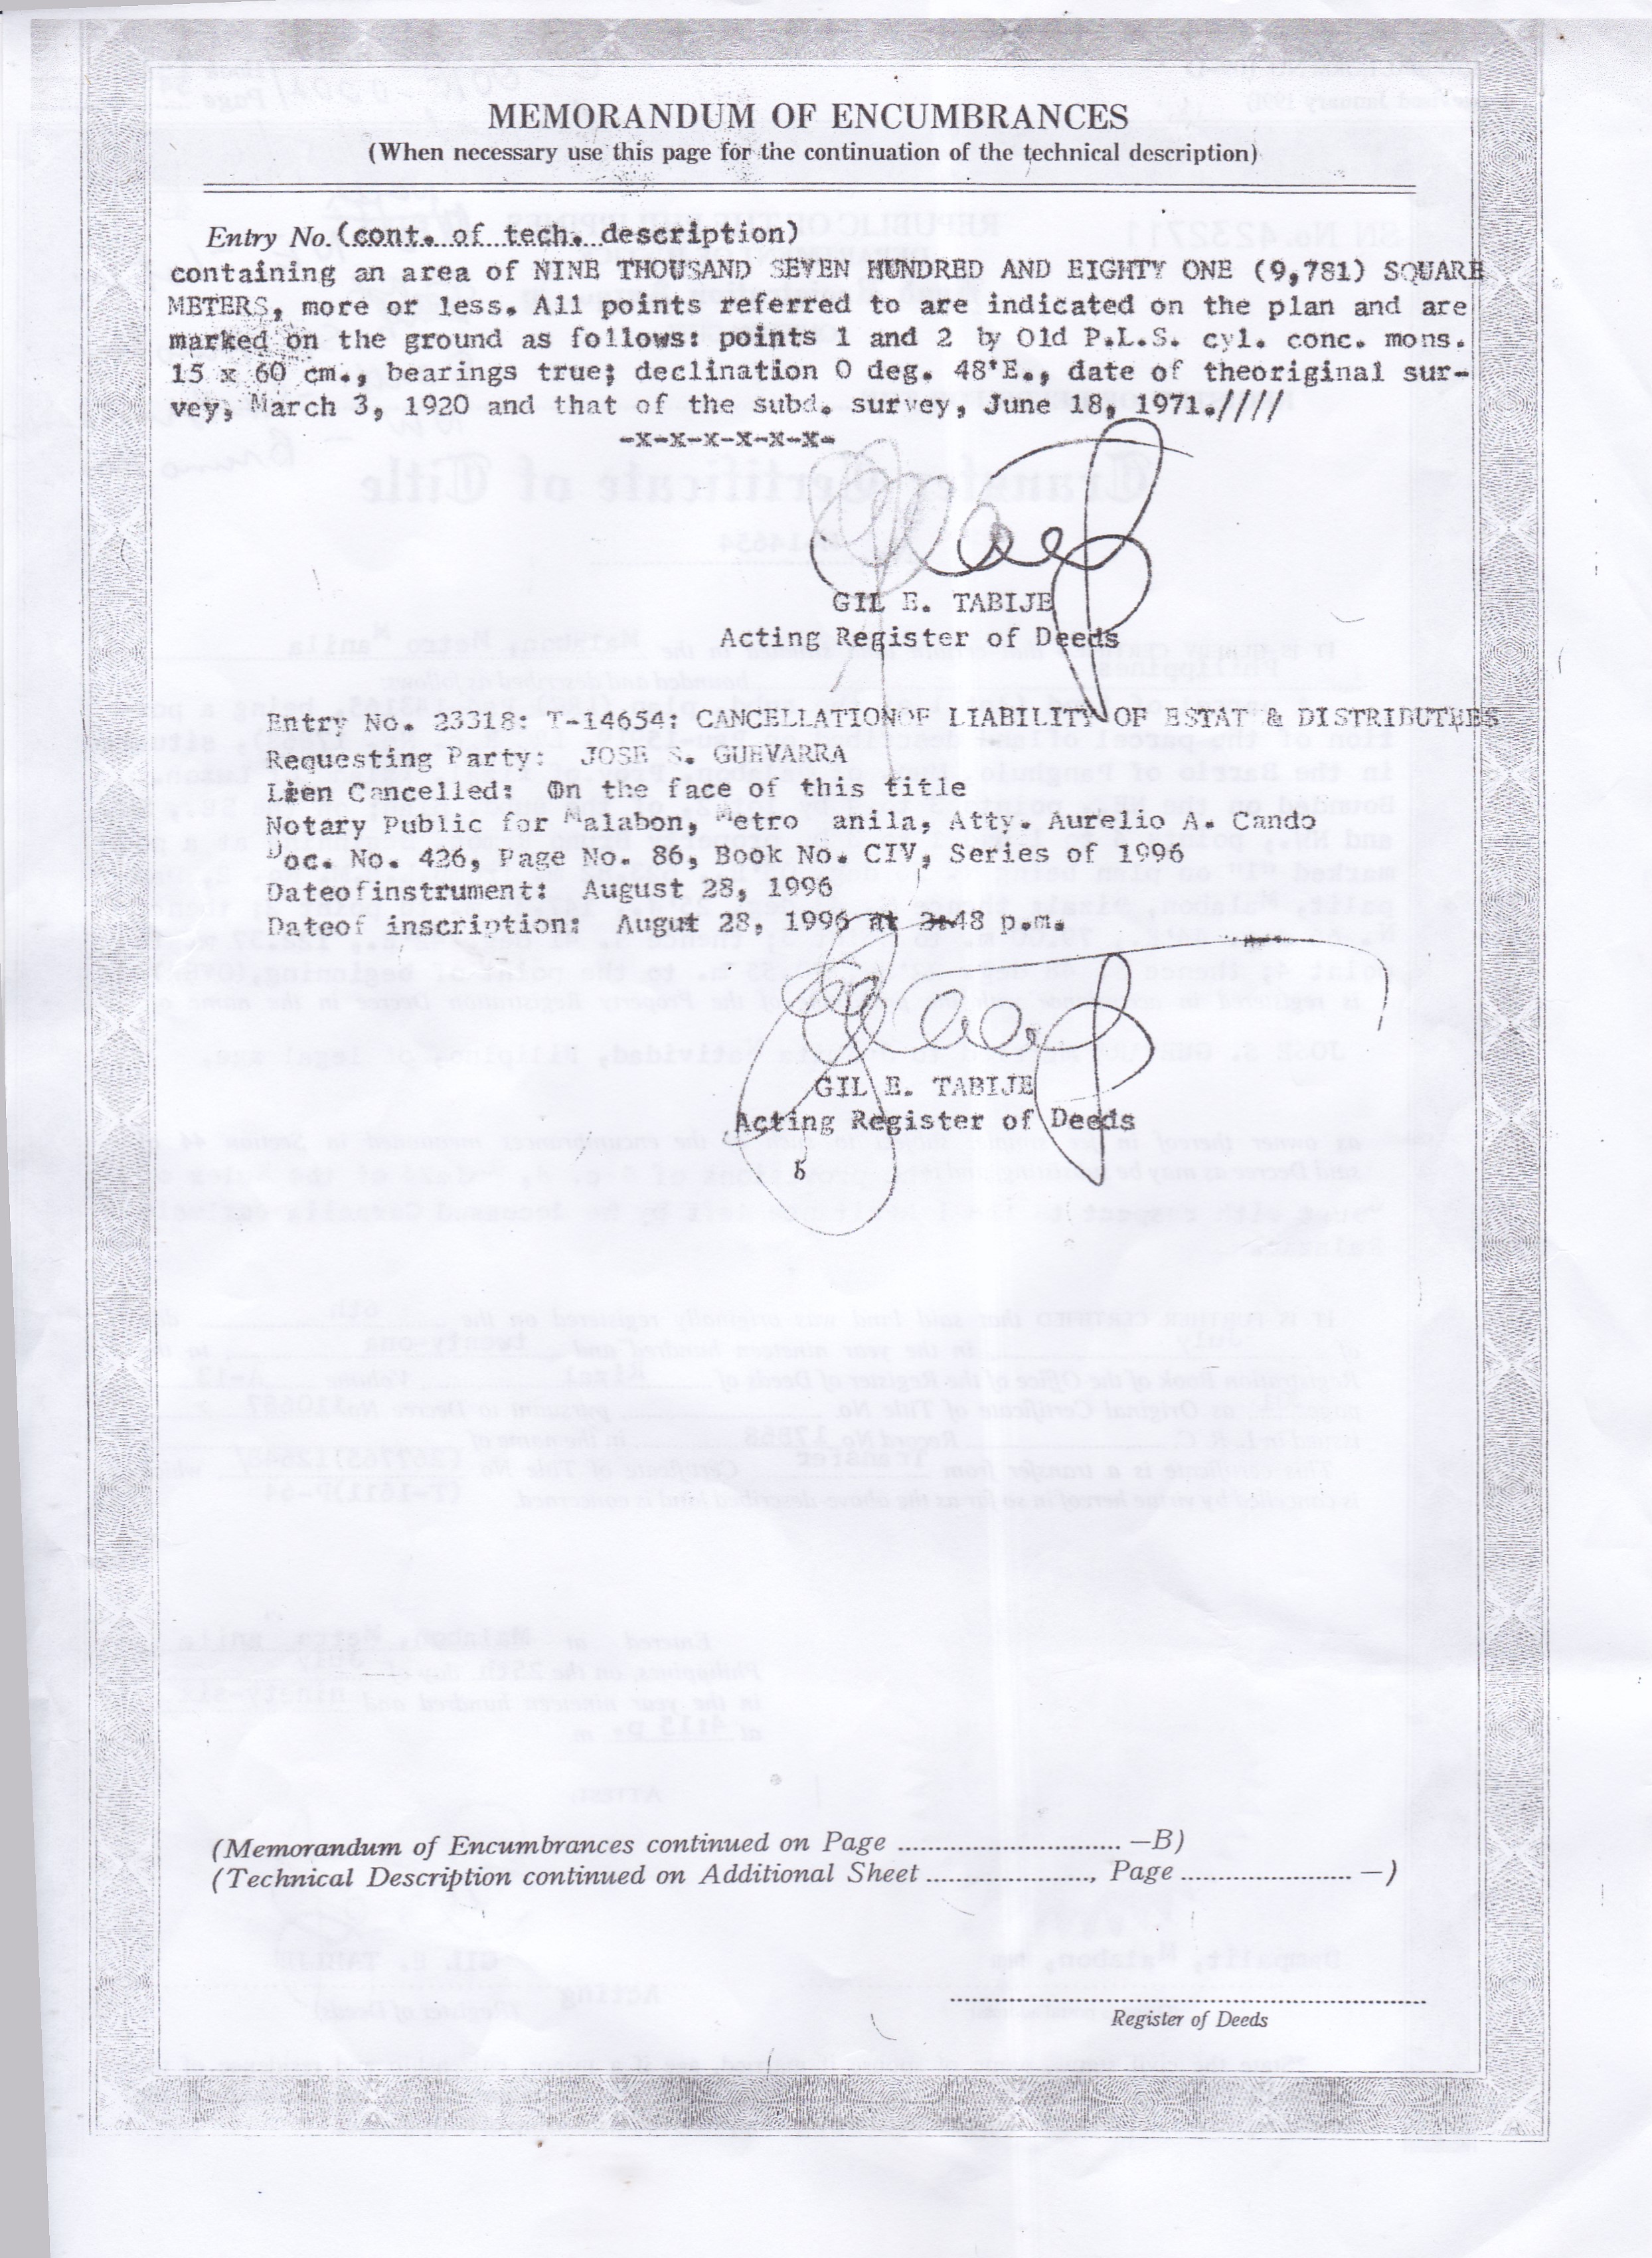 MEMORANDUM OF ENCUMBRANCES
(When necessary use this page for the continuation of the technical description)
Entry No. (cont. of tech. description)
containing an area of NINE THOUSAND SEVEN HUNDRED AND EIGHTY ONE (9,781) SQUARE
METERS, more or less. All points referred to are indicated on the plan and are
marked on the ground as follows: points 1 and 2 by Old P.L.S. cyl. conc. mons.
15 x 60 cm., bearings true; declination 0 deg. 48'E., date of theoriginal sur-
vey, March 3, 1920 and that of the subd. survey, June 18, 1971.////
-x-x-x-x-x-x-
GIL E. TABIJE
Acting Register of Deeds
Entry No. 23318: T-14654: CANCELLATIONOF LIABILITY OF ESTAT & DISTRIBUTEES
Requesting Party: JOSE S. GUEVARRA
Lien Cancelled: On the face of this title
Notary Public for Malabon, Metro anila, Atty. Aurelio A. Cando
Doc. No. 426, Page No. 86, Book No. CIV, Series of 1996
Dateofinstrument: August 28, 1996
Dateof inscription: Augut 28, 1996 at 48 p.m.
GIL E. TABIJE
Acting Register of Deeds
(Memorandum of Encumbrances continued on Page ............................ —B)
(Technical Description continued on Additional Sheet ....................., Page ..................... —)
Register of Deeds